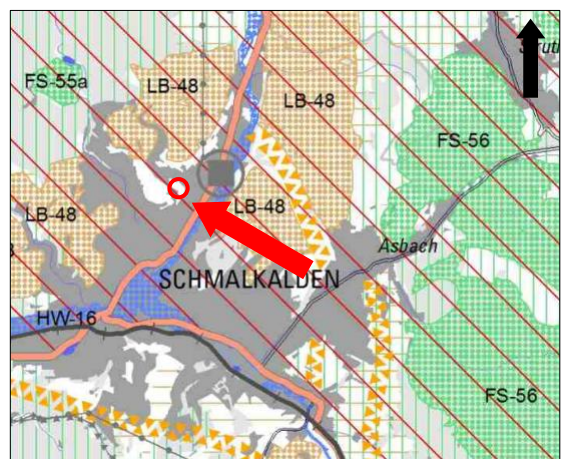 FS-55a
LB-48
LB-48
FS-56
LB-48
LB-48
Asbach
SCHMALKALDEN
HW-16
FS-56